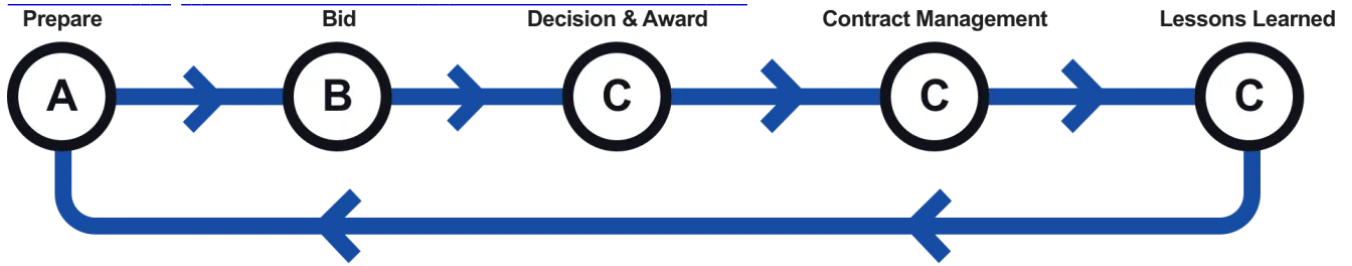 Prepare Bid Decision & Award Contract Management Lessons Learned
A B C C C